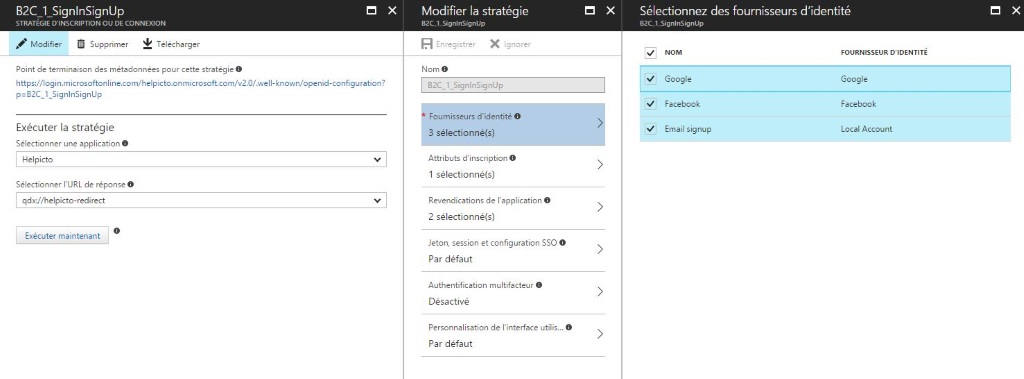 B2C_1_SignInSignUp
STRATÉGIE D'INSCRIPTION OU DE CONNEXION
Modifier Supprimer Télécharger
Point de terminaison des métadonnées pour cette stratégie
https://login.microsoftonline.com/helpicto.onmicrosoft.com/v2.0/.well-known/openid-configuration?
p=B2C_1_SignInSignUp
Exécuter la stratégie
Sélectionner une application
Helpicto
Sélectionner l'URL de réponse
qdx://helpicto-redirect
Exécuter maintenant
Modifier la stratégie
B2C_1_SignInSignUp
Enregistrer Ignorer
Nom
B2C_1_SignInSignUp
* Fournisseurs d'identité
3 sélectionné(s)
Attributs d'inscription
1 sélectionné(s)
Revendications de l'application
2 sélectionné(s)
Jeton, session et configuration SSO
Par défaut
Authentification multifacteur
Désactivé
Personnalisation de l'interface utilis...
Par défaut
Sélectionnez des fournisseurs d'identité
B2C_1_SignInSignUp
NOM FOURNISSEUR D'IDENTITÉ
Google Google
Facebook Facebook
Email signup Local Account